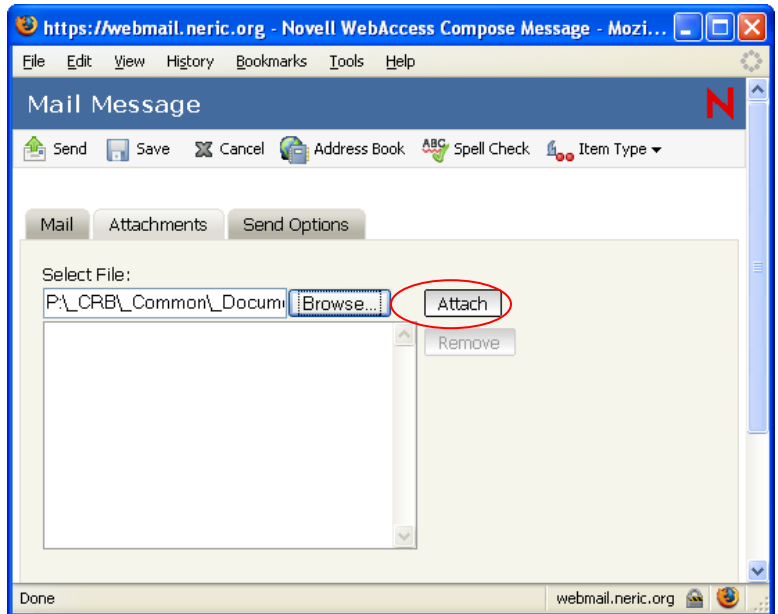 https://webmail.neric.org - Novell WebAccess Compose Message - Mozi...
File Edit View History Bookmarks Tools Help
Mail Message N
Send Save Cancel Address Book ABC Spell Check Item Type
Mail Attachments Send Options
Select File:
P:\_CRB\_Common\_Docum Browse... Attach
Remove
Done webmail.neric.org